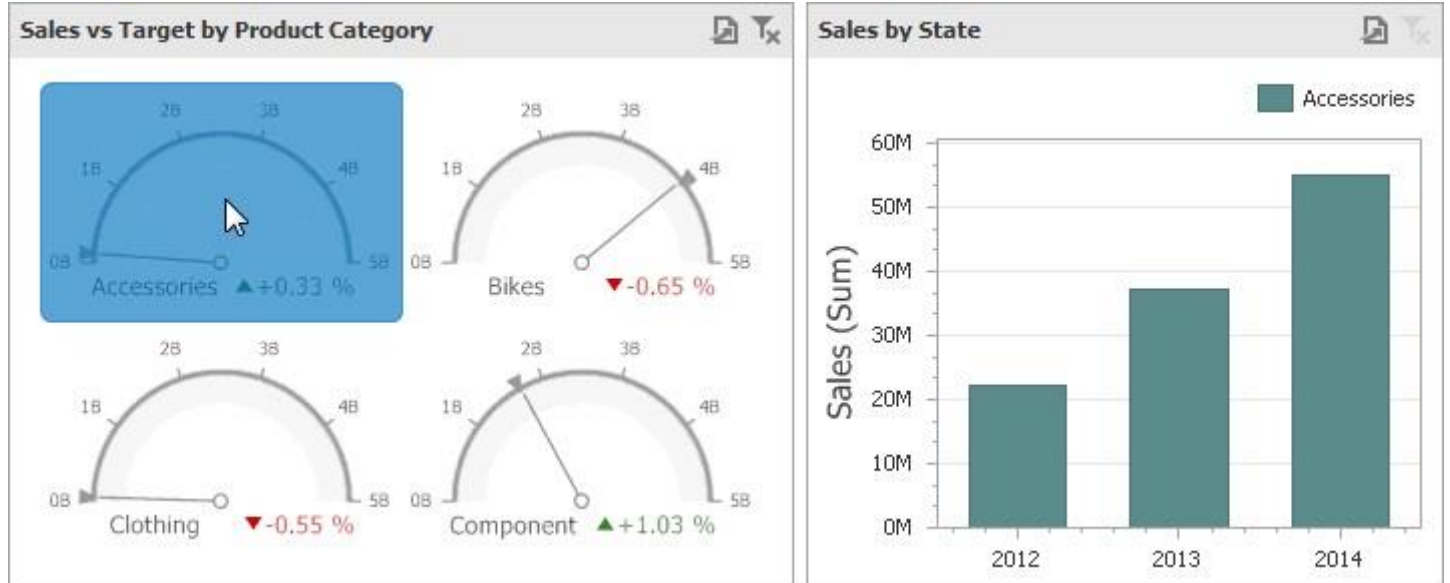 Sales vs Target by Product Category
2B 3B
1B 4B
0B 5B
Accessories ▲+0.33 %
2B 3B
1B 4B
0B 5B
Bikes ▼-0.65 %
2B 3B
1B 4B
0B 5B
Clothing ▼-0.55 %
2B 3B
1B 4B
0B 5B
Component ▲+1.03 %
Sales by State
Accessories
Sales (Sum)
60M
50M
40M
30M
20M
10M
0M
2012 2013 2014